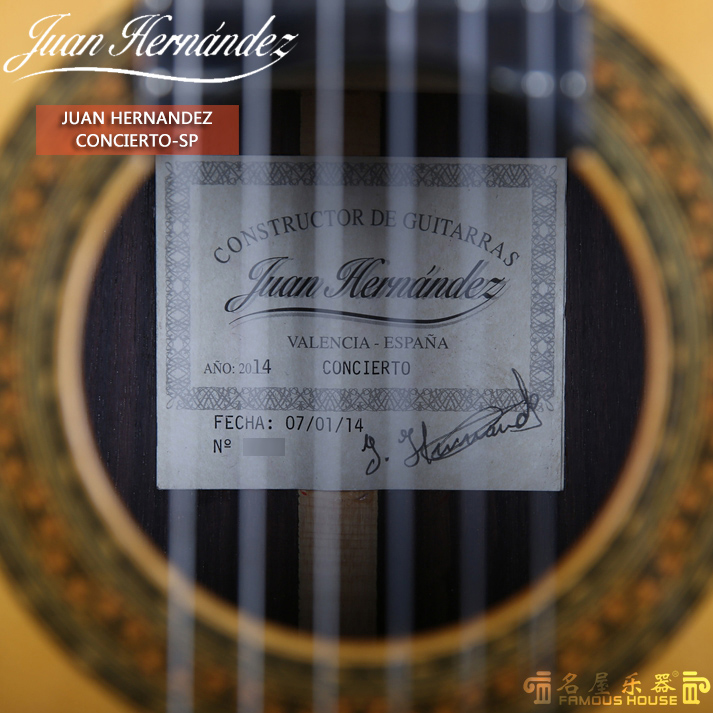 Juan Hernández
JUAN HERNANDEZ
CONCIERTO-SP
CONSTRUCTOR DE GUITARRAS
Juan Hernández
VALENCIA - ESPAÑA
AÑO: 2014 CONCIERTO
FECHA: 07/01/14
Nº
J. Hernández
名屋乐器®
FAMOUS HOUSE